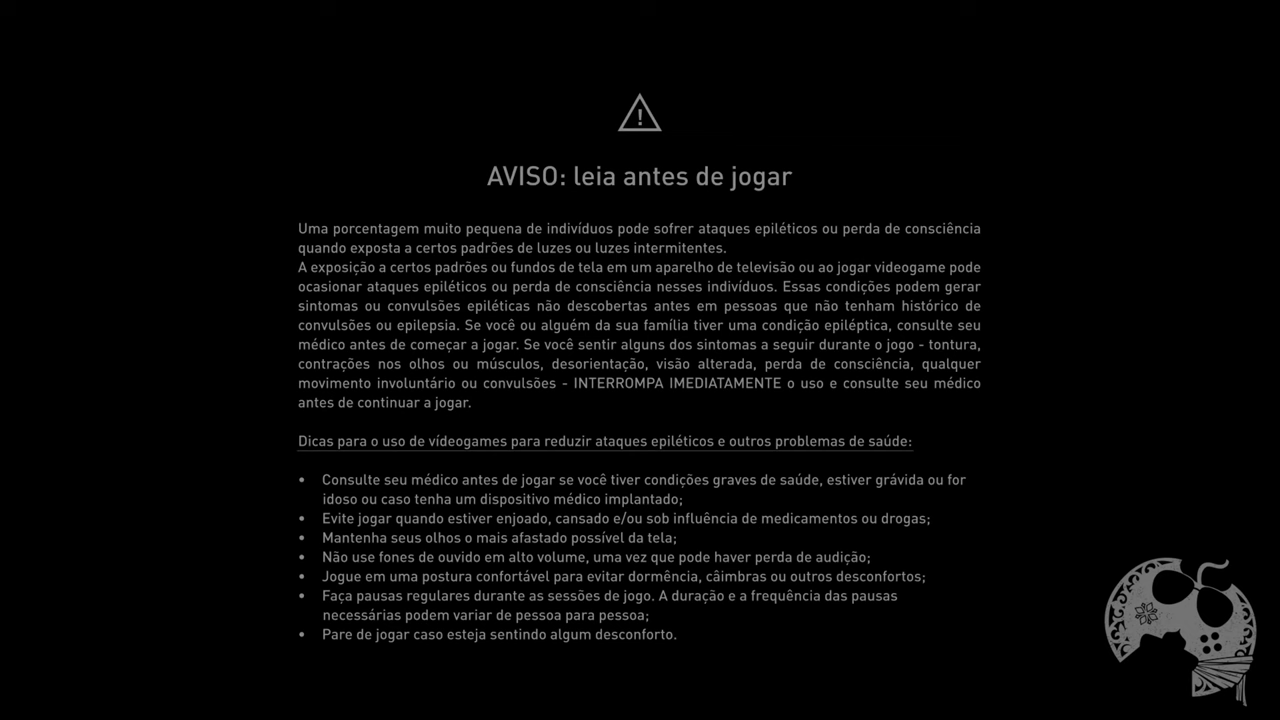 !
AVISO: leia antes de jogar
Uma porcentagem muito pequena de indivíduos pode sofrer ataques epiléticos ou perda de consciência
quando exposta a certos padrões de luzes ou luzes intermitentes.
A exposição a certos padrões ou fundos de tela em um aparelho de televisão ou ao jogar videogame pode
ocasionar ataques epiléticos ou perda de consciência nesses indivíduos. Essas condições podem gerar
sintomas ou convulsões epiléticas não descobertas antes em pessoas que não tenham histórico de
convulsões ou epilepsia. Se você ou alguém da sua família tiver uma condição epiléptica, consulte seu
médico antes de começar a jogar. Se você sentir alguns dos sintomas a seguir durante o jogo - tontura,
contrações nos olhos ou músculos, desorientação, visão alterada, perda de consciência, qualquer
movimento involuntário ou convulsões - INTERROMPA IMEDIATAMENTE o uso e consulte seu médico
antes de continuar a jogar.
Dicas para o uso de vídeogames para reduzir ataques epiléticos e outros problemas de saúde:
• Consulte seu médico antes de jogar se você tiver condições graves de saúde, estiver grávida ou for
idoso ou caso tenha um dispositivo médico implantado;
• Evite jogar quando estiver enjoado, cansado e/ou sob influência de medicamentos ou drogas;
• Mantenha seus olhos o mais afastado possível da tela;
• Não use fones de ouvido em alto volume, uma vez que pode haver perda de audição;
• Jogue em uma postura confortável para evitar dormência, câimbras ou outros desconfortos;
• Faça pausas regulares durante as sessões de jogo. A duração e a frequência das pausas
necessárias podem variar de pessoa para pessoa;
• Pare de jogar caso esteja sentindo algum desconforto.